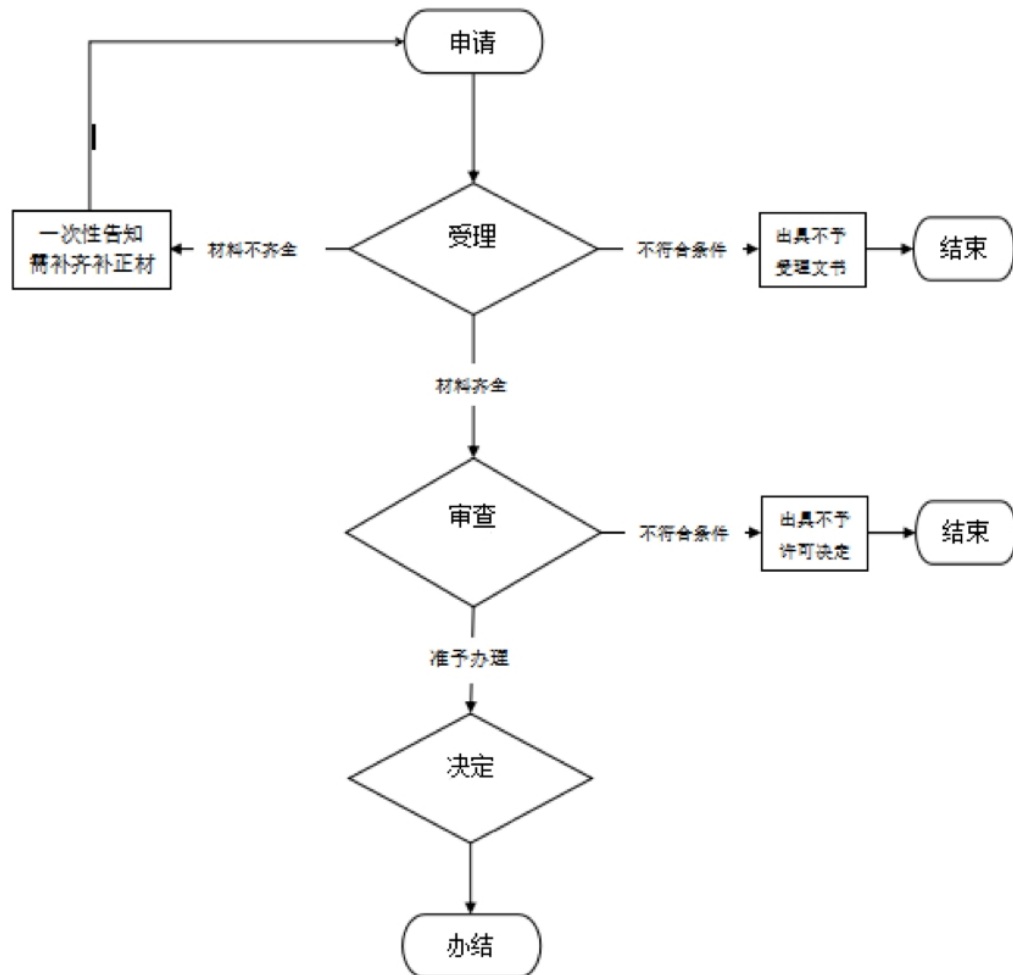 申请
一次性告知
需补齐补正材
材料不齐全
受理
不符合条件
出具不予
受理文书
结束
材料齐全
审查
不符合条件
出具不予
许可决定
结束
准予办理
决定
办结